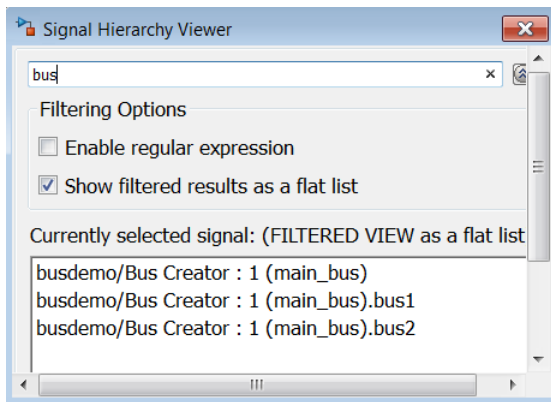 Signal Hierarchy Viewer
bus
Filtering Options
Enable regular expression
Show filtered results as a flat list
Currently selected signal: (FILTERED VIEW as a flat list
busdemo/Bus Creator : 1 (main_bus)
busdemo/Bus Creator : 1 (main_bus).bus1
busdemo/Bus Creator : 1 (main_bus).bus2